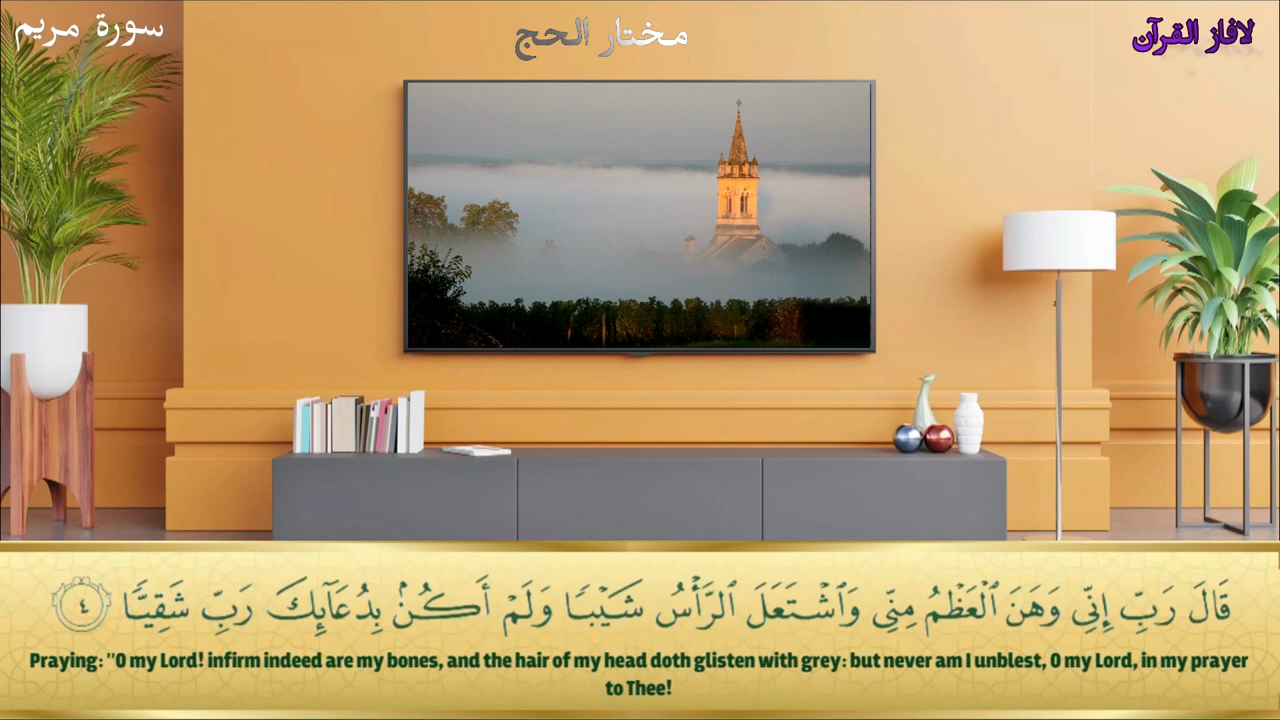 سورة مريم
مختار الحج
لافاز القرآن
قَالَ رَبِّ إِنِّي وَهَنَ ٱلۡعَظۡمُ مِنِّي وَٱشۡتَعَلَ ٱلرَّأۡسُ شَيۡبٗا وَلَمۡ أَكُنۢ بِدُعَآئِكَ رَبِّ شَقِيّٗا ٤
Praying: "O my Lord! infirm indeed are my bones, and the hair of my head doth glisten with grey: but never am I unblest, O my Lord, in my prayer
to Thee!